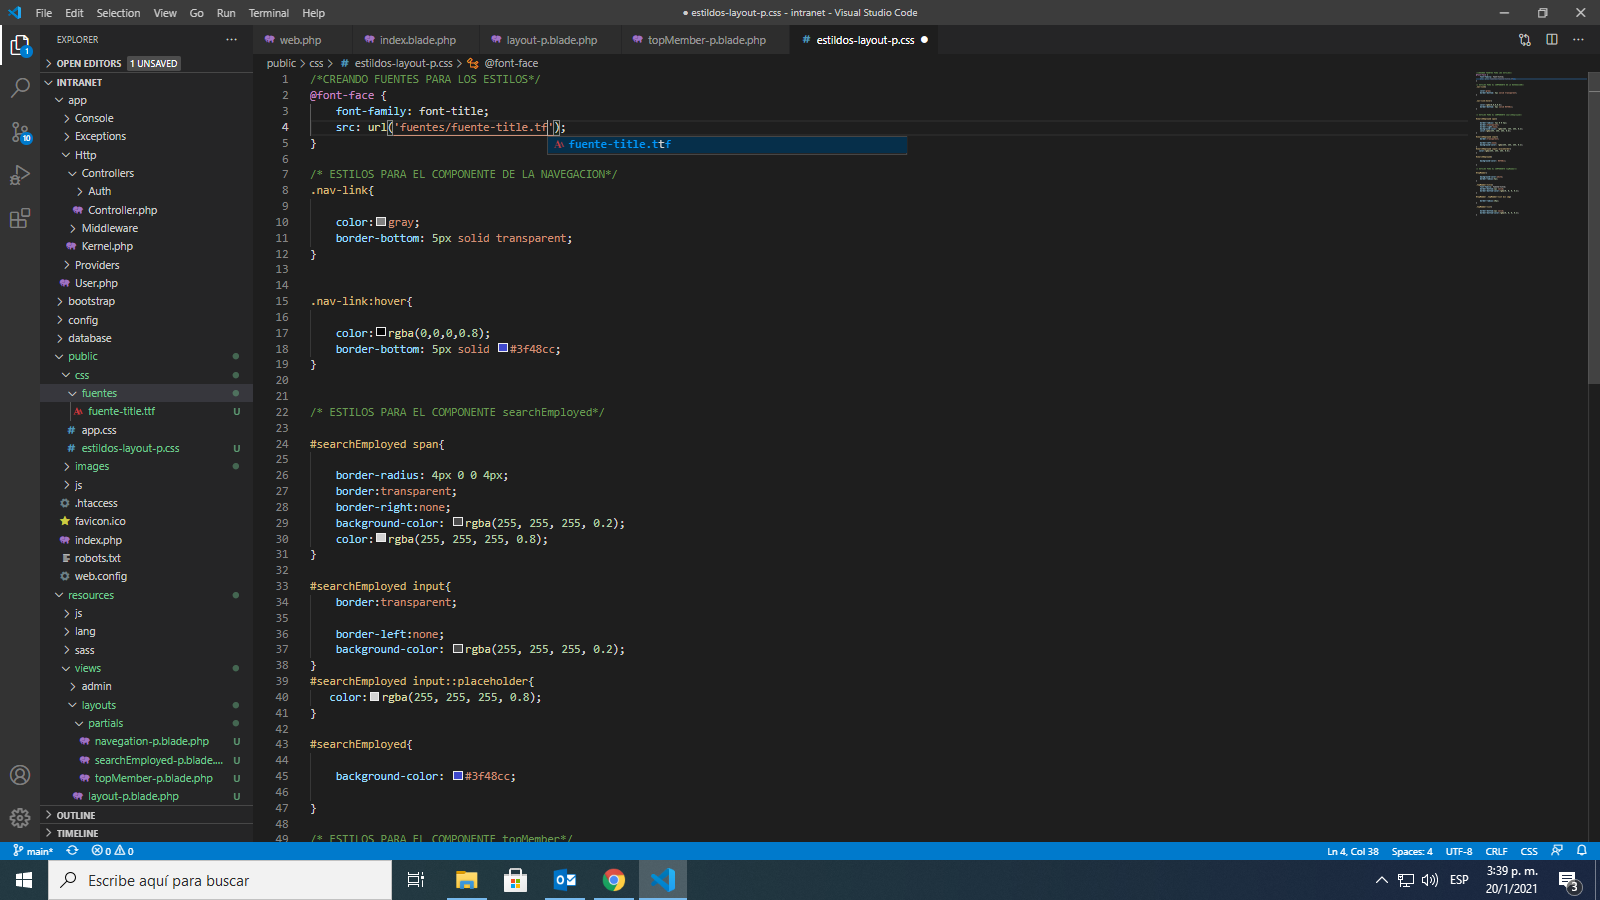 File Edit Selection View Go Run Terminal Help
● estildos-layout-p.css - intranet - Visual Studio Code
EXPLORER
web.php
index.blade.php
layout-p.blade.php
topMember-p.blade.php
# estildos-layout-p.css
OPEN EDITORS 1 UNSAVED
INTRANET
app
Console
Exceptions
Http
Controllers
Auth
Controller.php
Middleware
Kernel.php
Providers
User.php
bootstrap
config
database
public
css
fuentes
fuente-title.ttf U
# app.css
# estildos-layout-p.css U
images
js
.htaccess
favicon.ico
index.php
robots.txt
web.config
resources
js
lang
sass
views
admin
layouts
partials
navegation-p.blade.php U
searchEmployed-p.blade.... U
topMember-p.blade.php U
layout-p.blade.php U
OUTLINE
TIMELINE
1
10
public > css > # estildos-layout-p.css > @font-face
1 /*CREANDO FUENTES PARA LOS ESTILOS*/
2 @font-face {
3 font-family: font-title;
4 src: url('fuentes/fuente-title.tf');
fuente-title.ttf
5 }
6
7 /* ESTILOS PARA EL COMPONENTE DE LA NAVEGACION*/
8 .nav-link{
9
10 color:gray;
11 border-bottom: 5px solid transparent;
12 }
13
14
15 .nav-link:hover{
16
17 color:rgba(0,0,0,0.8);
18 border-bottom: 5px solid #3f48cc;
19 }
20
21
22 /* ESTILOS PARA EL COMPONENTE searchEmployed*/
23
24 #searchEmployed span{
25
26 border-radius: 4px 0 0 4px;
27 border:transparent;
28 border-right:none;
29 background-color: rgba(255, 255, 255, 0.2);
30 color:rgba(255, 255, 255, 0.8);
31 }
32
33 #searchEmployed input{
34 border:transparent;
35
36 border-left:none;
37 background-color: rgba(255, 255, 255, 0.2);
38 }
39 #searchEmployed input::placeholder{
40 color:rgba(255, 255, 255, 0.8);
41 }
42
43 #searchEmployed{
44
45 background-color: #3f48cc;
46
47 }
48
49 /* ESTILOS PARA EL COMPONENTE topMember*/
main* 0 0
Ln 4, Col 38 Spaces: 4 UTF-8 CRLF CSS
Escribe aquí para buscar
ESP
3:39 p. m.
20/1/2021
3